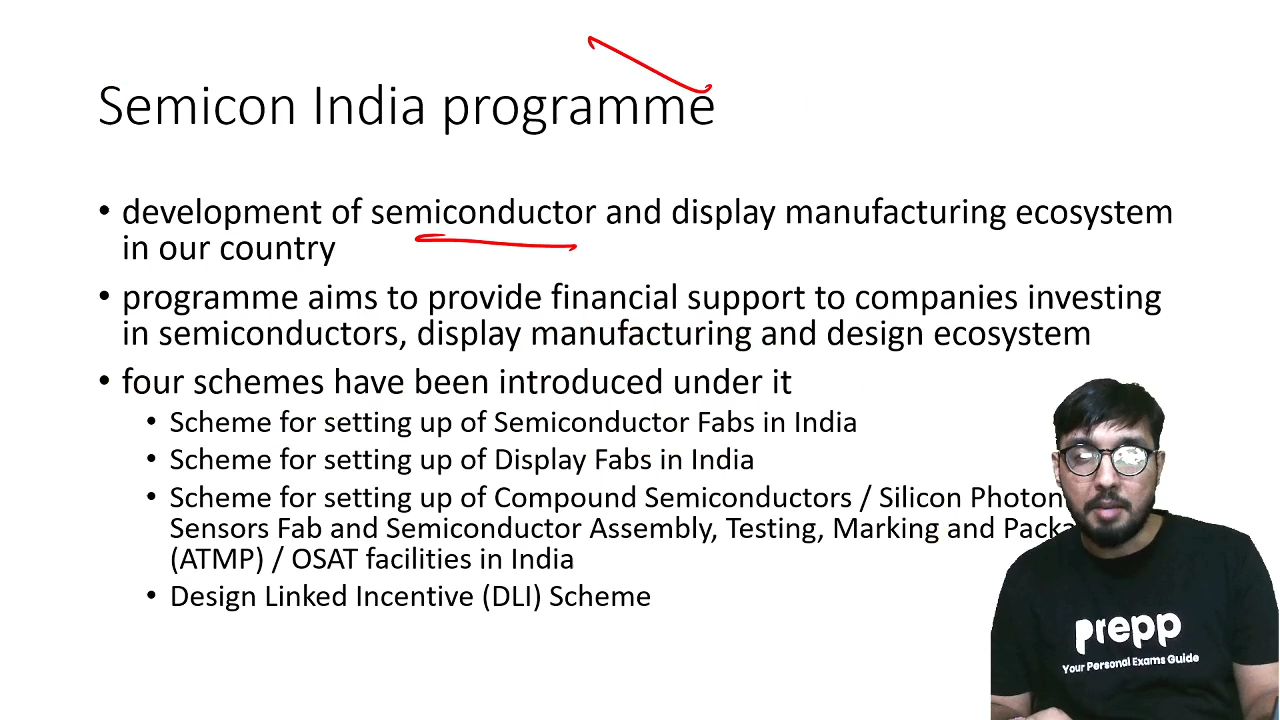 Semicon India programme
• development of semiconductor and display manufacturing ecosystem
in our country
• programme aims to provide financial support to companies investing
in semiconductors, display manufacturing and design ecosystem
• four schemes have been introduced under it
• Scheme for setting up of Semiconductor Fabs in India
• Scheme for setting up of Display Fabs in India
• Scheme for setting up of Compound Semiconductors / Silicon
Sensors Fab and Semiconductor Assembly, Testing, Marking and
(ATMP) / OSAT facilities in India
• Design Linked Incentive (DLI) Scheme
prepp
Your Personal Exams Guide